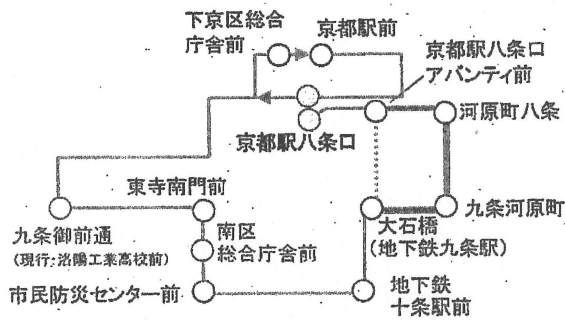 下京区総合
庁舎前
京都駅前
京都駅八条口
アバンティ前
京都駅八条口
河原町八条
東寺南門前
九条御前通
(現行:洛陽工業高校前)
南区
総合庁舎前
大石橋
(地下鉄九条駅)
九条河原町
市民防災センター前
地下鉄
十条駅前